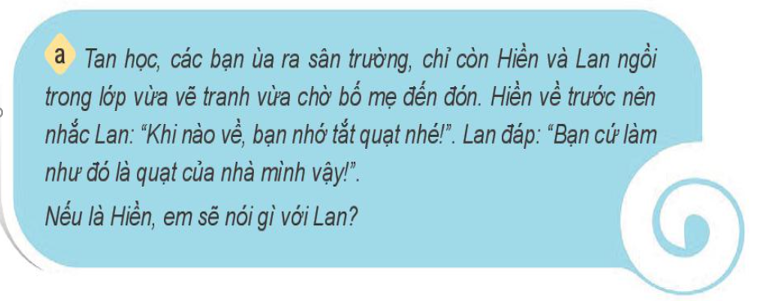 a Tan học, các bạn ùa ra sân trường, chỉ còn Hiền và Lan ngồi
trong lớp vừa vẽ tranh vừa chờ bố mẹ đến đón. Hiền về trước nên
nhắc Lan: “Khi nào về, bạn nhớ tắt quạt nhé!”. Lan đáp: “Bạn cứ làm
như đó là quạt của nhà mình vậy!”.
Nếu là Hiền, em sẽ nói gì với Lan?